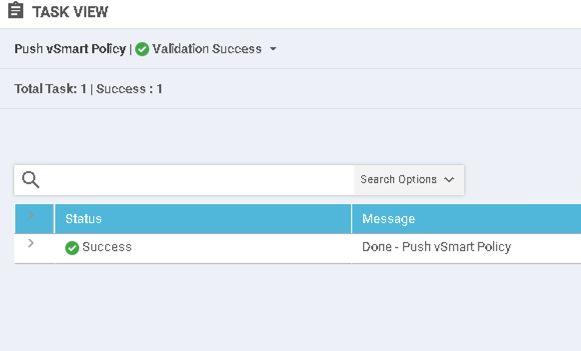 TASK VIEW
Push vSmart Policy | Validation Success
Total Task: 1 | Success : 1
Search Options
Status Message
Success Done - Push vSmart Policy